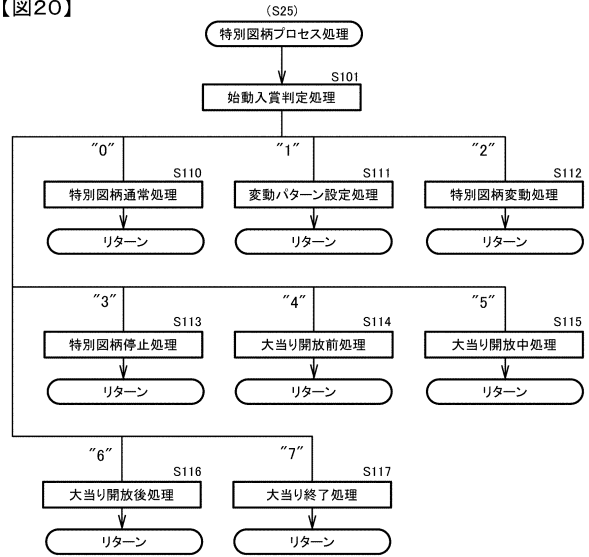 【図20】
(S25)
特別図柄プロセス処理
S101
始動入賞判定処理
"0"
"1"
"2"
S110
S111
S112
特別図柄通常処理
変動パターン設定処理
特別図柄変動処理
リターン
リターン
リターン
"3"
"4"
"5"
S113
S114
S115
特別図柄停止処理
大当り開放前処理
大当り開放中処理
リターン
リターン
リターン
"6"
"7"
S116
S117
大当り開放後処理
大当り終了処理
リターン
リターン